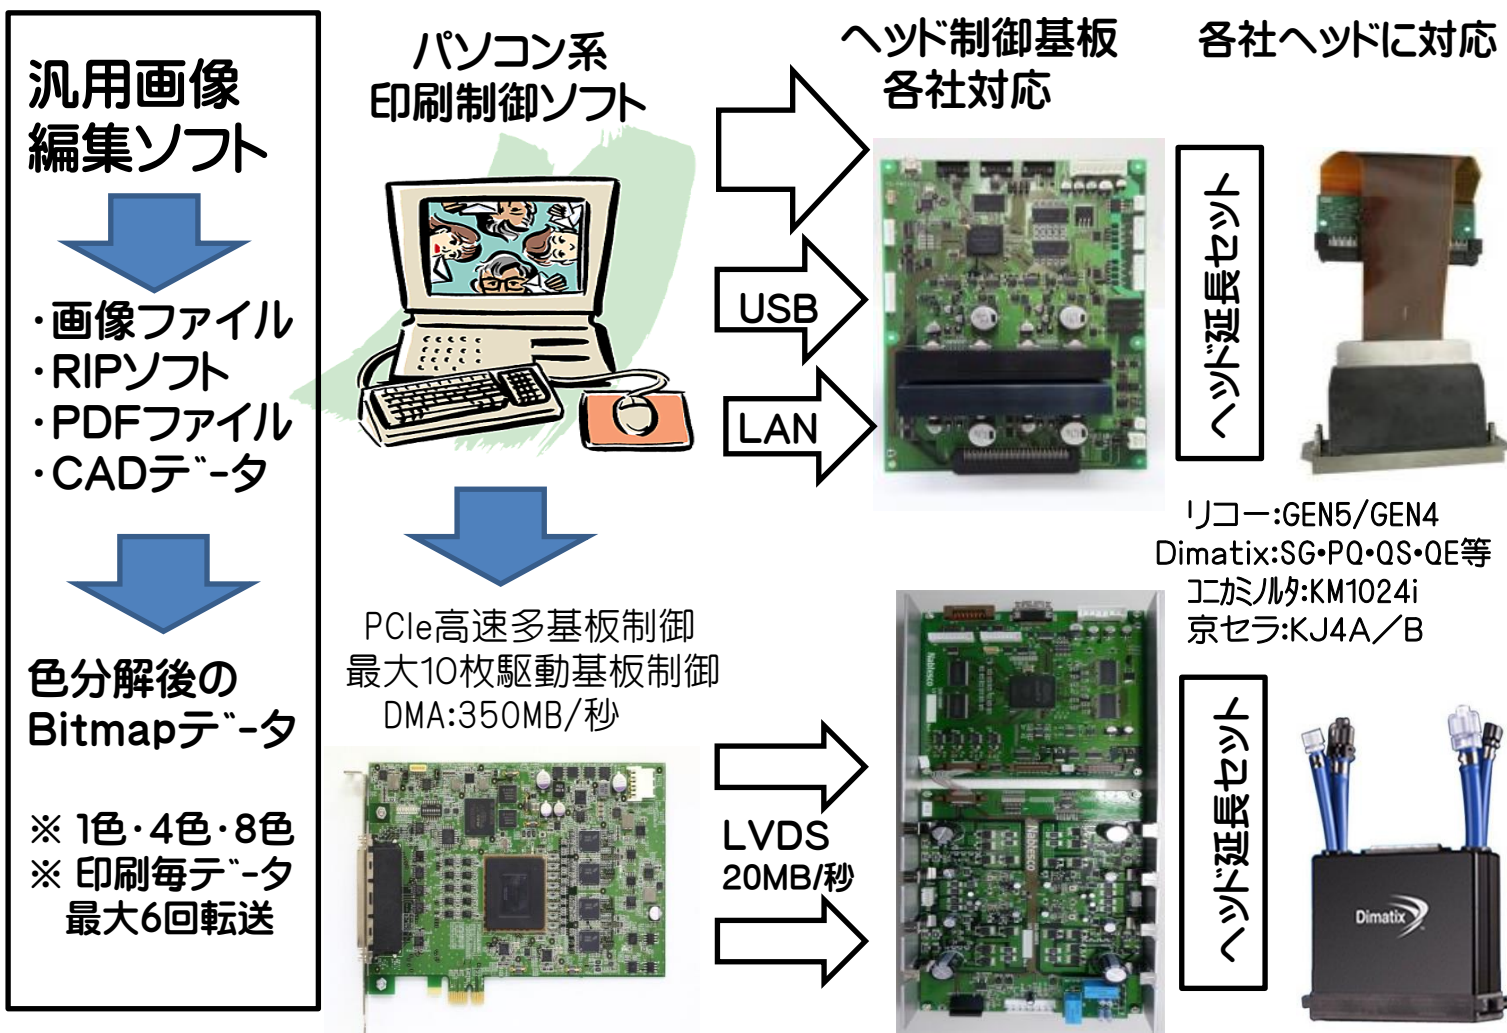 汎用画像
編集ソフト
・画像ファイル
・RIPソフト
・PDFファイル
・CADデ゛-タ
色分解後の
Bitmapデ゛-タ
※ 1色・4色・8色
※ 印刷毎デ゛-タ
最大6回転送
パソコン系
印刷制御ソフト
USB
LAN
PCIe高速多基板制御
最大10枚駆動基板制御
DMA:350MB/秒
LVDS
20MB/秒
ヘッド制御基板
各社対応
Nabtesco
Nabtesco
各社ヘッドに対応
ヘッド延長セット
リコー:GEN5/GEN4
Dimatix:SG・PQ・QS・QE等
コニカミノルタ:KM1024i
京セラ:KJ4A／B
ヘッド延長セット
Dimatix